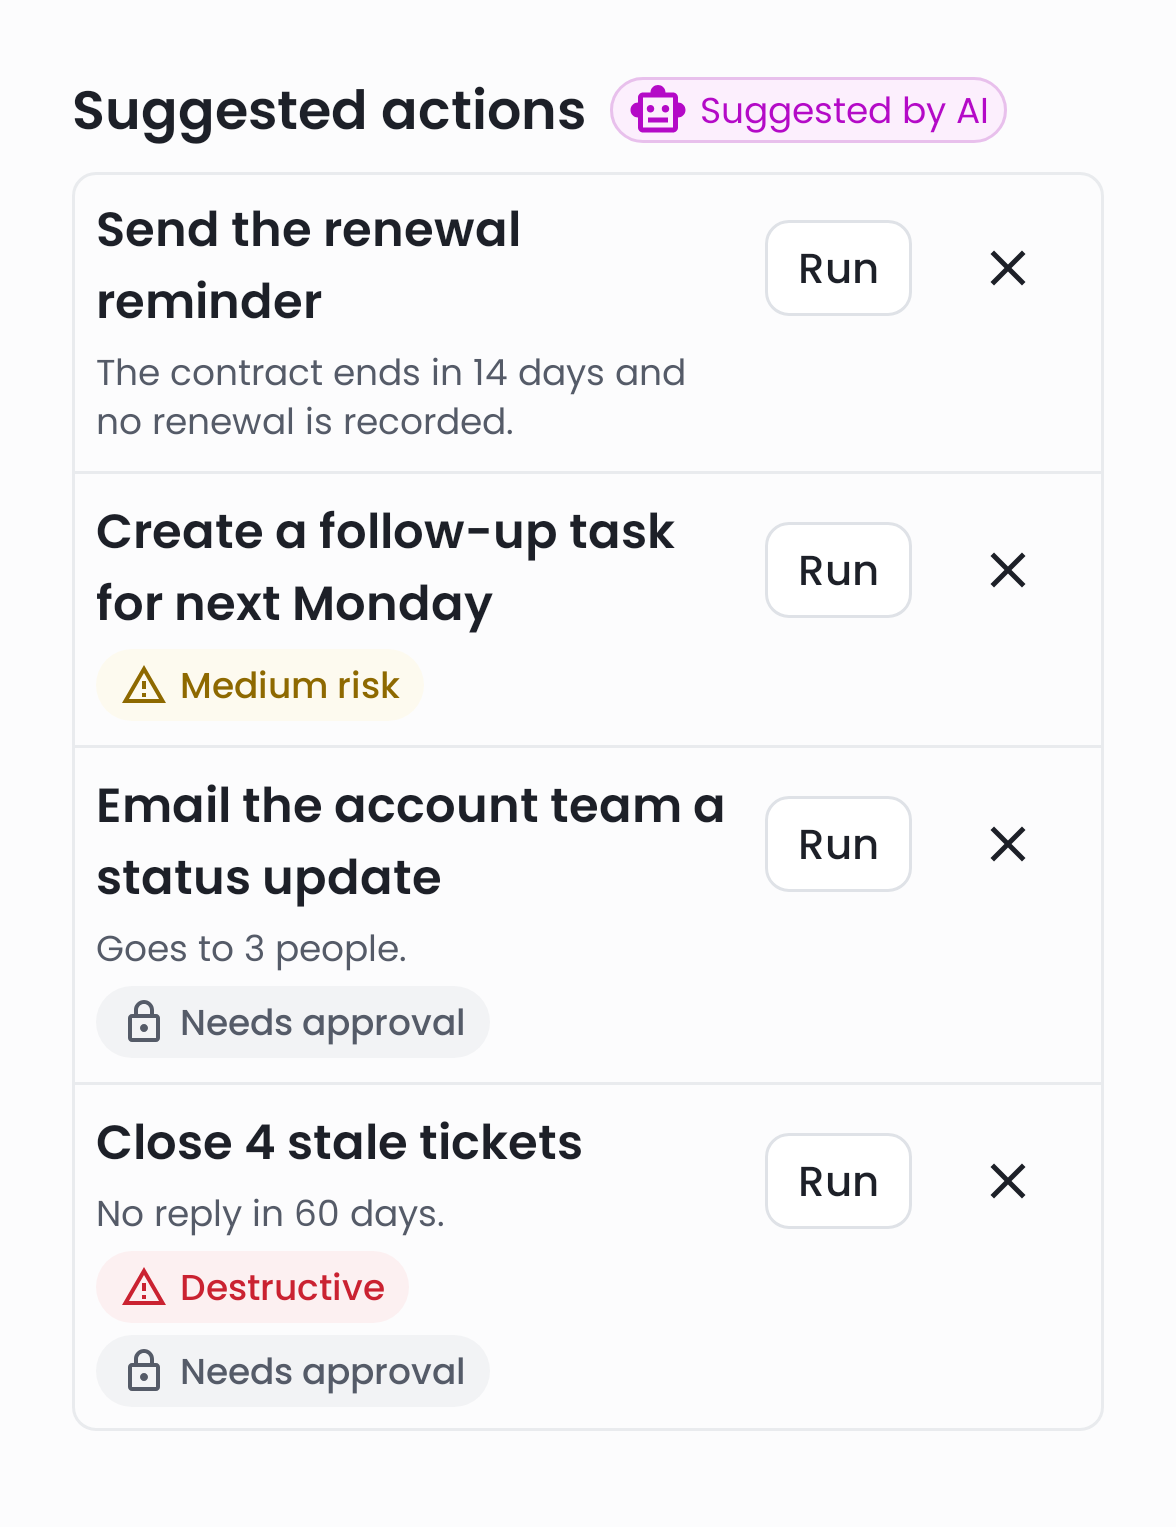 Suggested actions
Suggested by AI
Send the renewal
reminder
Run
The contract ends in 14 days and
no renewal is recorded.
Create a follow-up task
for next Monday
Run
Medium risk
Email the account team a
status update
Run
Goes to 3 people.
Needs approval
Close 4 stale tickets
Run
No reply in 60 days.
Destructive
Needs approval